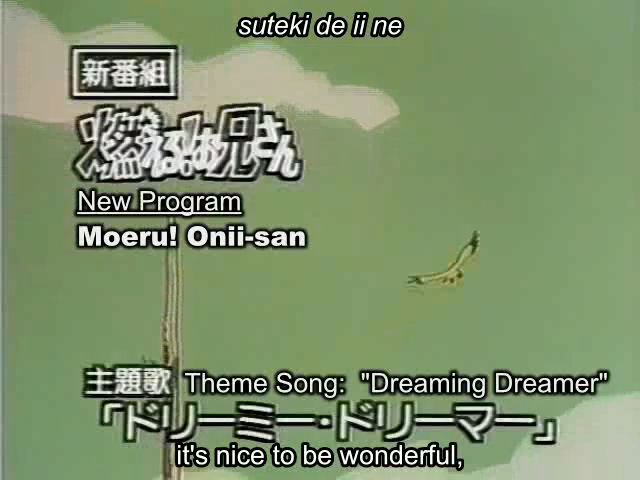 suteki de ii ne
新番組
燃える!お兄さん
New Program
Moeru! Onii-san
主題歌 Theme Song: "Dreaming Dreamer"
「ドリーミー・ドリーマー」
it's nice to be wonderful,